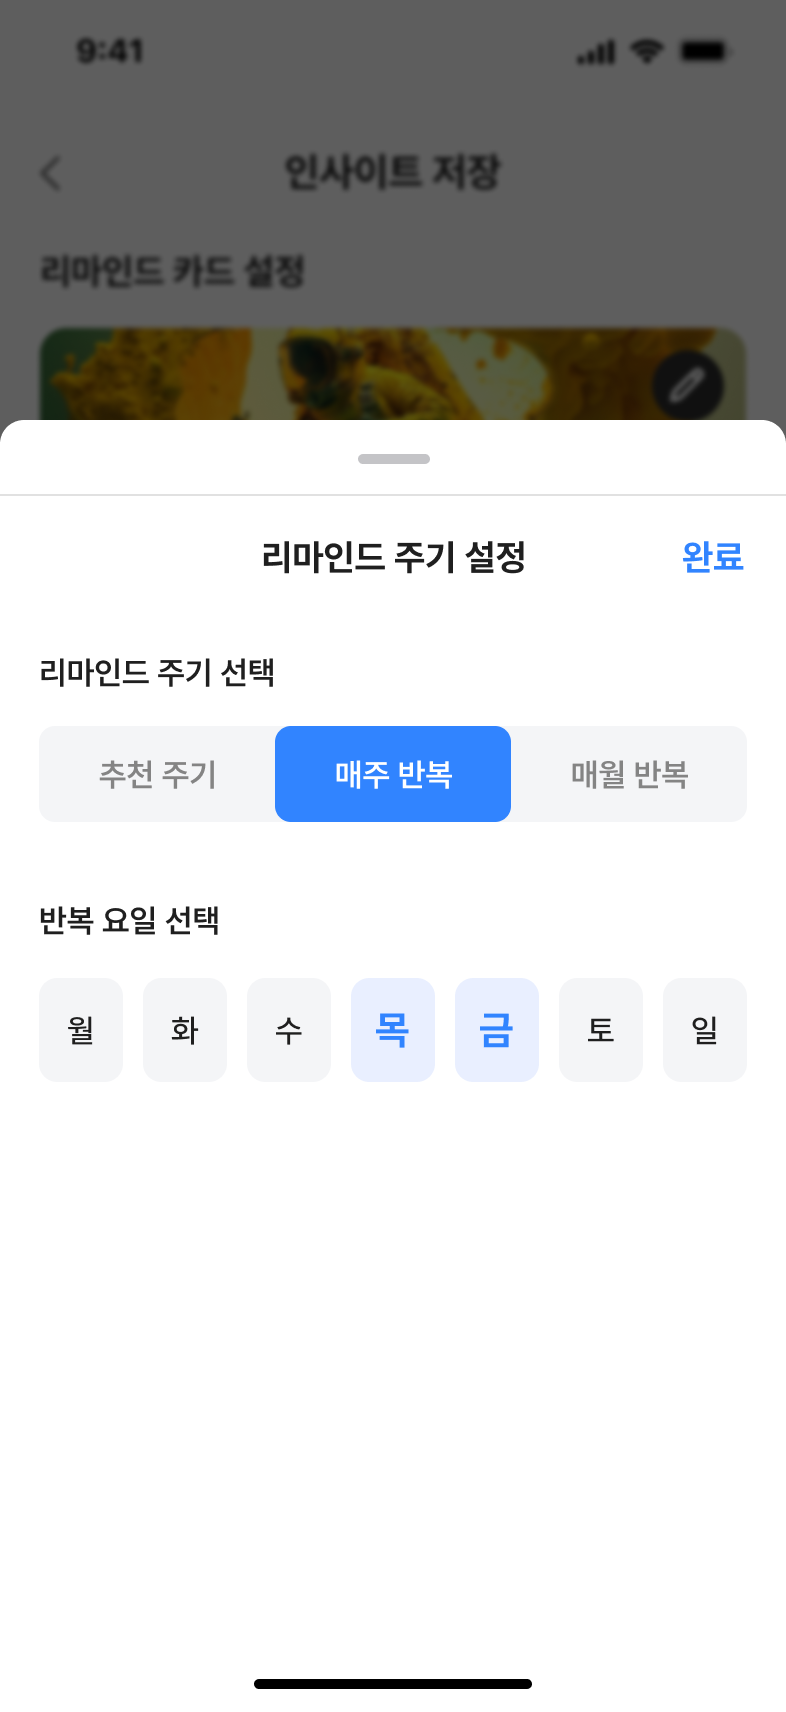 9:41
인사이트 저장
리마인드 카드 설정
리마인드 주기 설정 완료
리마인드 주기 선택
추천 주기 매주 반복 매월 반복
반복 요일 선택
월 화 수 목 금 토 일